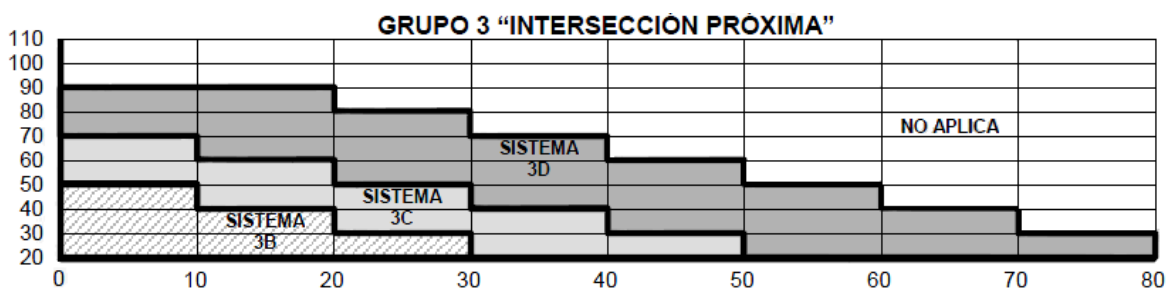 GRUPO 3 “INTERSECCIÓN PRÓXIMA”
110
100
90
80
70
60
50
40
30
20
NO APLICA
SISTEMA
3D
SISTEMA
3C
SISTEMA
3B
0 10 20 30 40 50 60 70 80